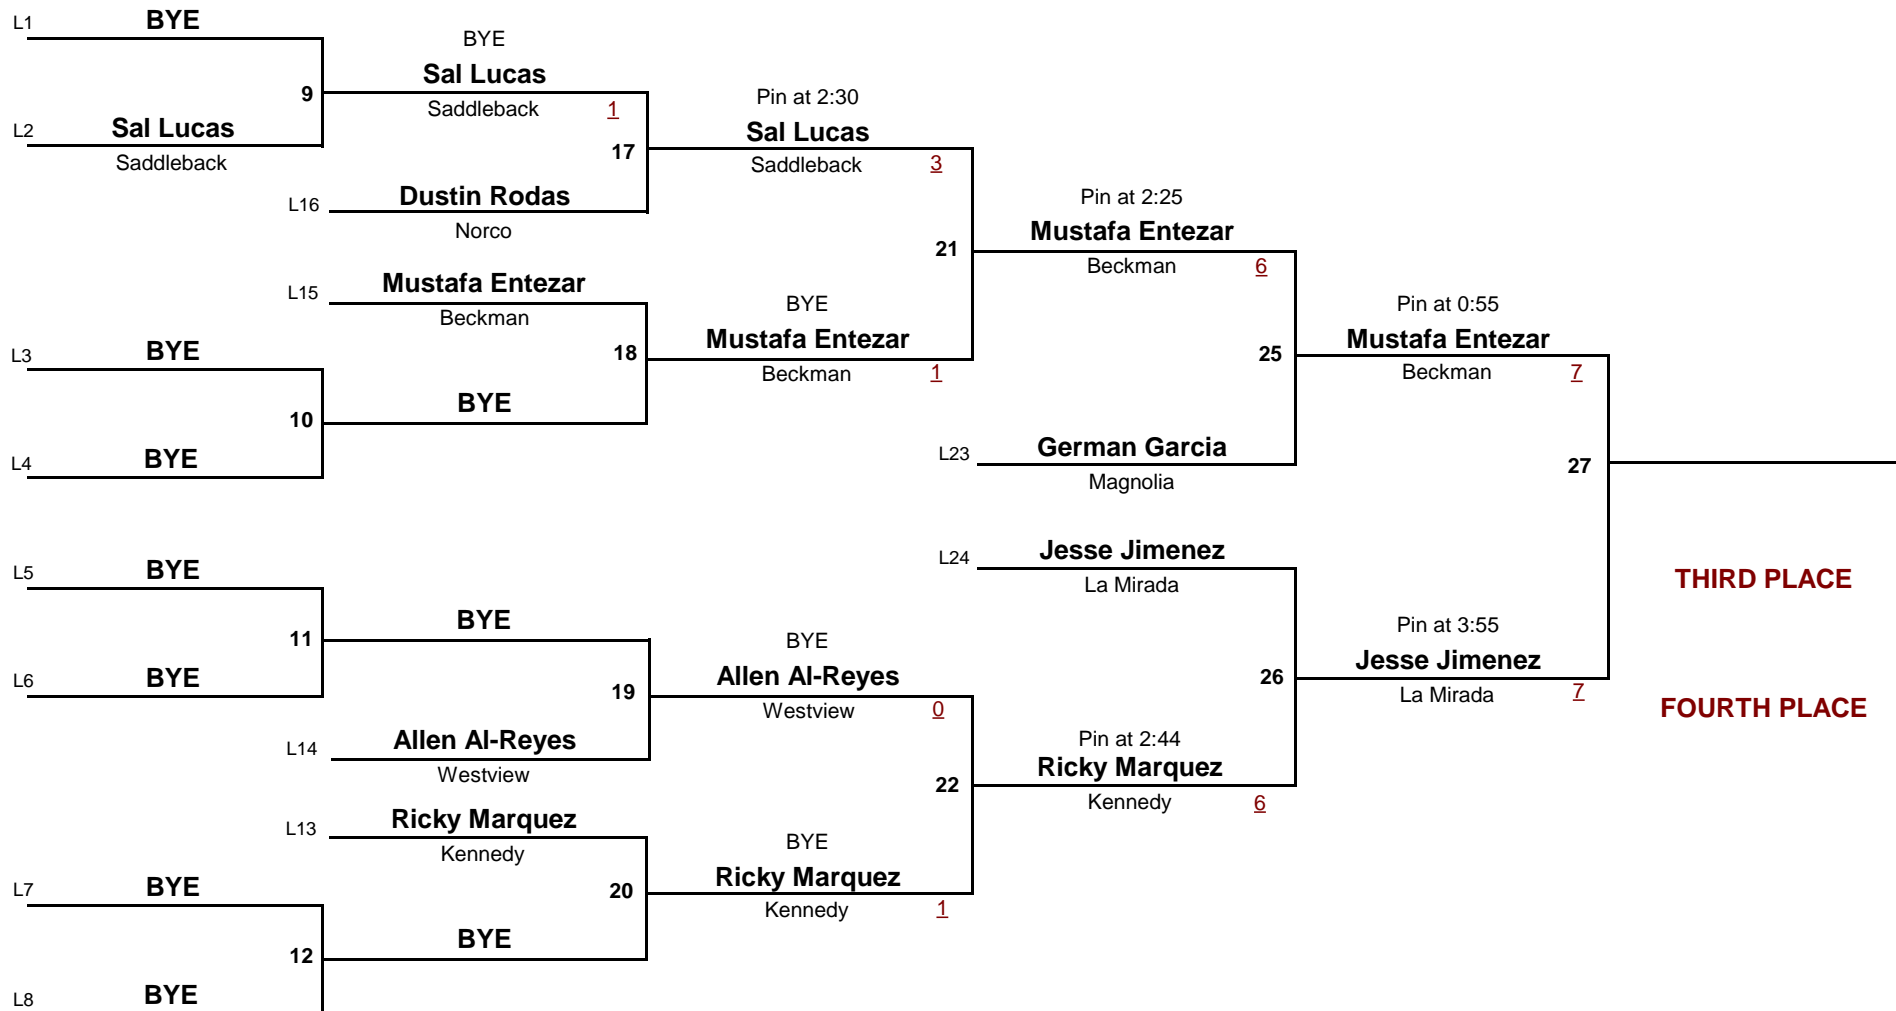 L1
BYE
9
L2
Sal Lucas
Saddleback
BYE
Sal Lucas
Saddleback
1
17
L16
Dustin Rodas
Norco
Pin at 2:30
Sal Lucas
Saddleback
3
21
L15
Mustafa Entezar
Beckman
18
L3
BYE
10
L4
BYE
BYE
BYE
Mustafa Entezar
Beckman
1
Pin at 2:25
Mustafa Entezar
Beckman
6
25
L23
German Garcia
Magnolia
Pin at 0:55
Mustafa Entezar
Beckman
7
27
L5
BYE
11
L6
BYE
BYE
19
L14
Allen Al-Reyes
Westview
BYE
Allen Al-Reyes
Westview
0
22
L13
Ricky Marquez
Kennedy
20
L7
BYE
12
L8
BYE
BYE
BYE
Ricky Marquez
Kennedy
1
L24
Jesse Jimenez
La Mirada
26
Pin at 2:44
Ricky Marquez
Kennedy
6
Pin at 3:55
Jesse Jimenez
La Mirada
7
THIRD PLACE
FOURTH PLACE